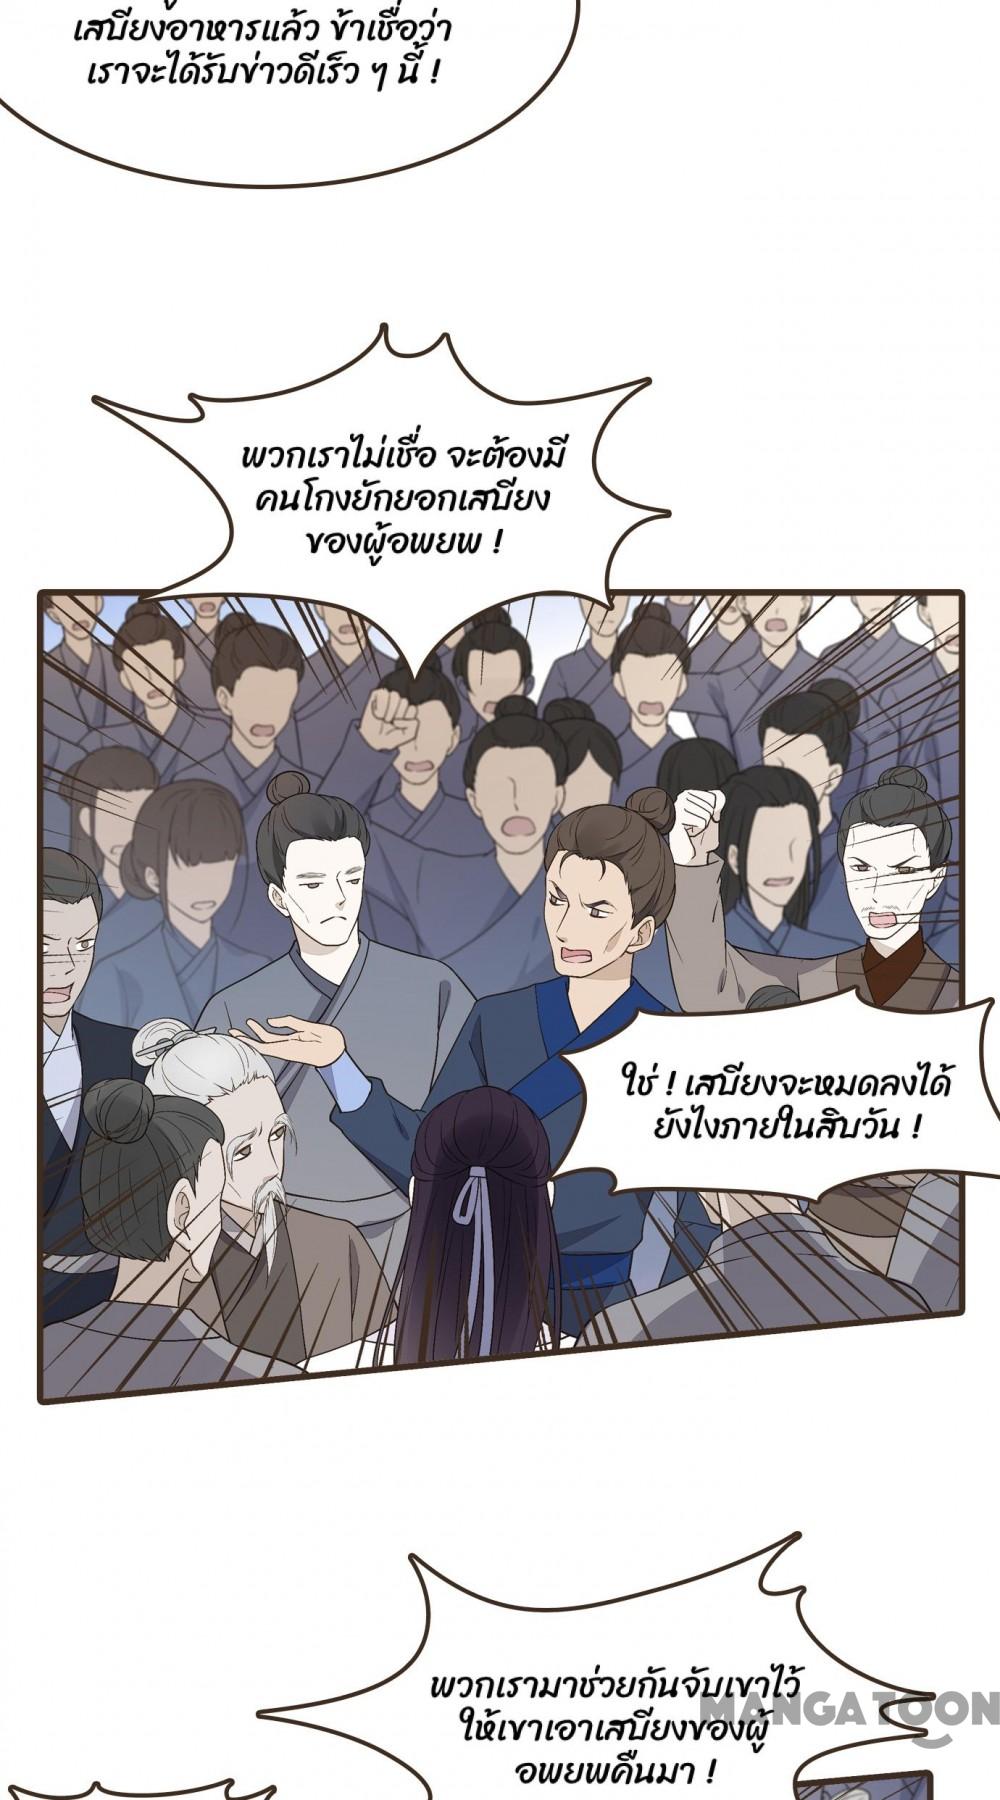 เสบียงอาหารแล้ว ข้าเชื่อว่า
เราจะได้รับข่าวดีเร็ว ๆ นี้ !
พวกเราไม่เชื่อ จะต้องมี
คนโกงยักยอกเสบียง
ของผู้อพยพ !
ใช่ ! เสบียงจะหมดลงได้
ยังไงภายในสิบวัน !
พวกเรามาช่วยกันจับเขาไว้
ให้เขาเอาเสบียงของผู้
อพยพคืนมา !
MANGATOON